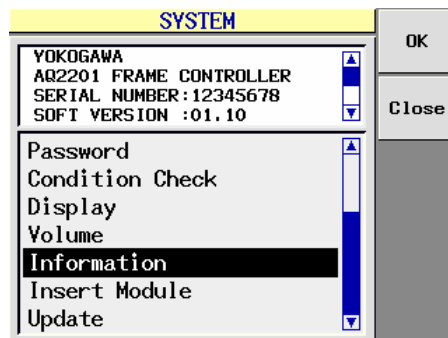 SYSTEM
YOKOGAWA
AQ2201 FRAME CONTROLLER
SERIAL NUMBER:12345678
SOFT VERSION :01.10
Password
Condition Check
Display
Volume
Information
Insert Module
Update
OK
Close